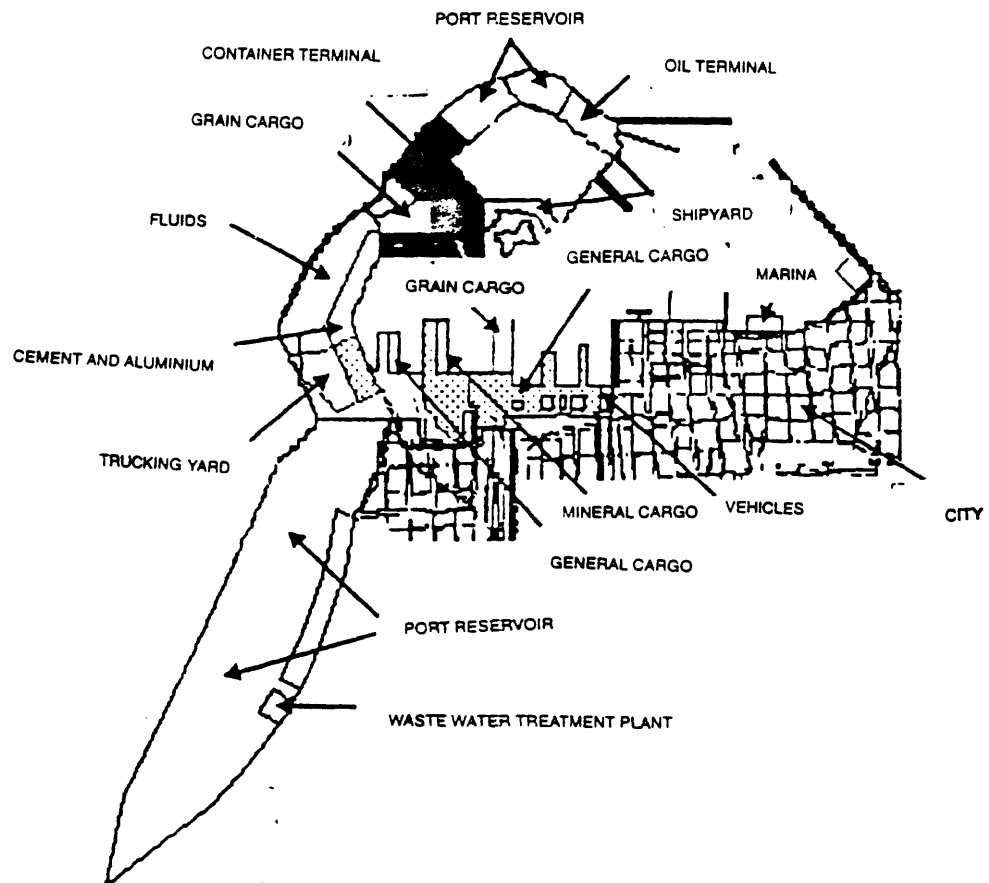 PORT RESERVOIR
CONTAINER TERMINAL
OIL TERMINAL
GRAIN CARGO
FLUIDS
SHIPYARD
GENERAL CARGO
MARINA
GRAIN CARGO
CEMENT AND ALUMINIUM
TRUCKING YARD
MINERAL CARGO
VEHICLES
CITY
GENERAL CARGO
PORT RESERVOIR
WASTE WATER TREATMENT PLANT